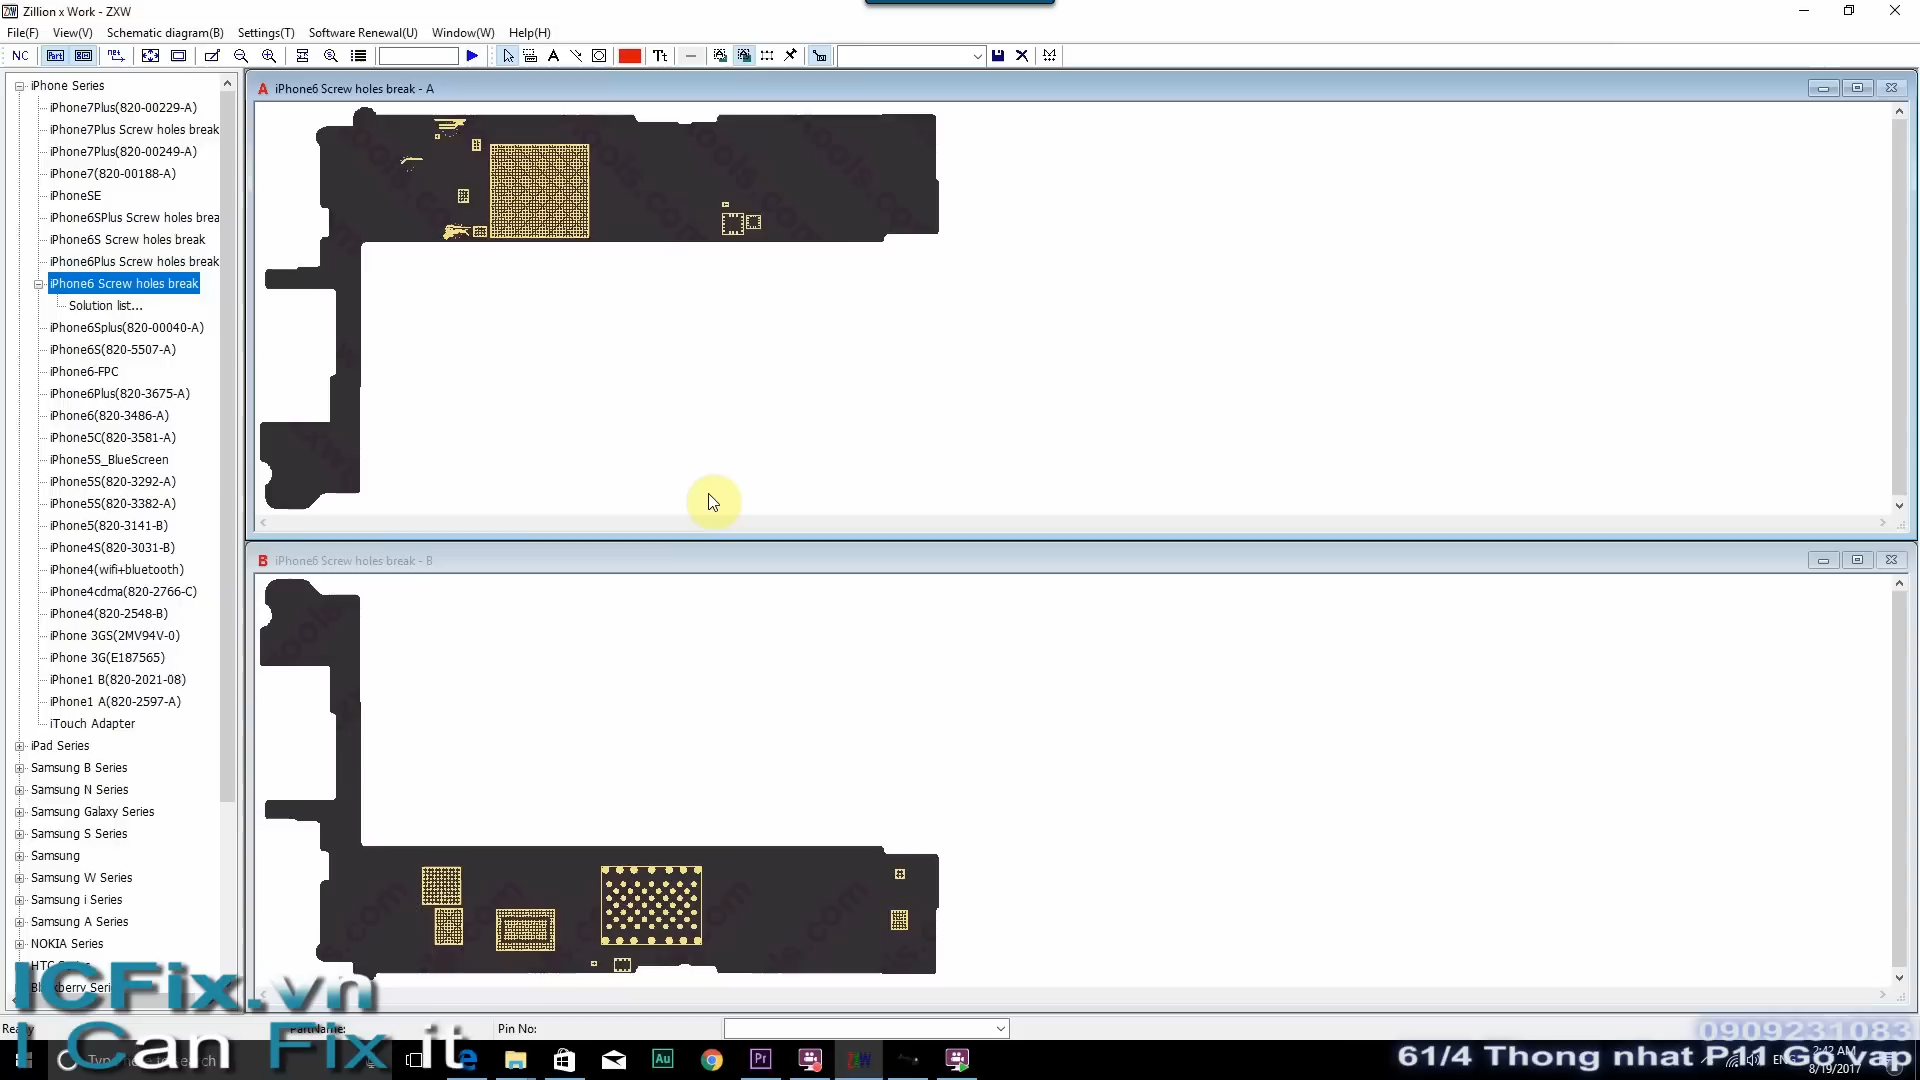 Zillion x Work - ZXW
File(F) View(V) Schematic diagram(B) Settings(T) Software Renewal(U) Window(W) Help(H)
NC
iPhone Series
iPhone7Plus(820-00229-A)
iPhone7Plus Screw holes break
iPhone7Plus(820-00249-A)
iPhone7(820-00188-A)
iPhoneSE
iPhone6SPlus Screw holes brea
iPhone6S Screw holes break
iPhone6Plus Screw holes break
iPhone6 Screw holes break
Solution list...
iPhone6Splus(820-00040-A)
iPhone6S(820-5507-A)
iPhone6-FPC
iPhone6Plus(820-3675-A)
iPhone6(820-3486-A)
iPhone5C(820-3581-A)
iPhone5S_BlueScreen
iPhone5S(820-3292-A)
iPhone5S(820-3382-A)
iPhone5(820-3141-B)
iPhone4S(820-3031-B)
iPhone4(wifi+bluetooth)
iPhone4cdma(820-2766-C)
iPhone4(820-2548-B)
iPhone 3GS(2MV94V-0)
iPhone 3G(E187565)
iPhone1 B(820-2021-08)
iPhone1 A(820-2597-A)
iTouch Adapter
iPad Series
Samsung B Series
Samsung N Series
Samsung Galaxy Series
Samsung S Series
Samsung
Samsung W Series
Samsung i Series
Samsung A Series
NOKIA Series
A iPhone6 Screw holes break - A
B iPhone6 Screw holes break - B
ICFix.vn
I Can Fix it
PartName:
Pin No:
0909231083
61/4 Thong nhat P11 Go vap
2:42 AM
8/19/2017